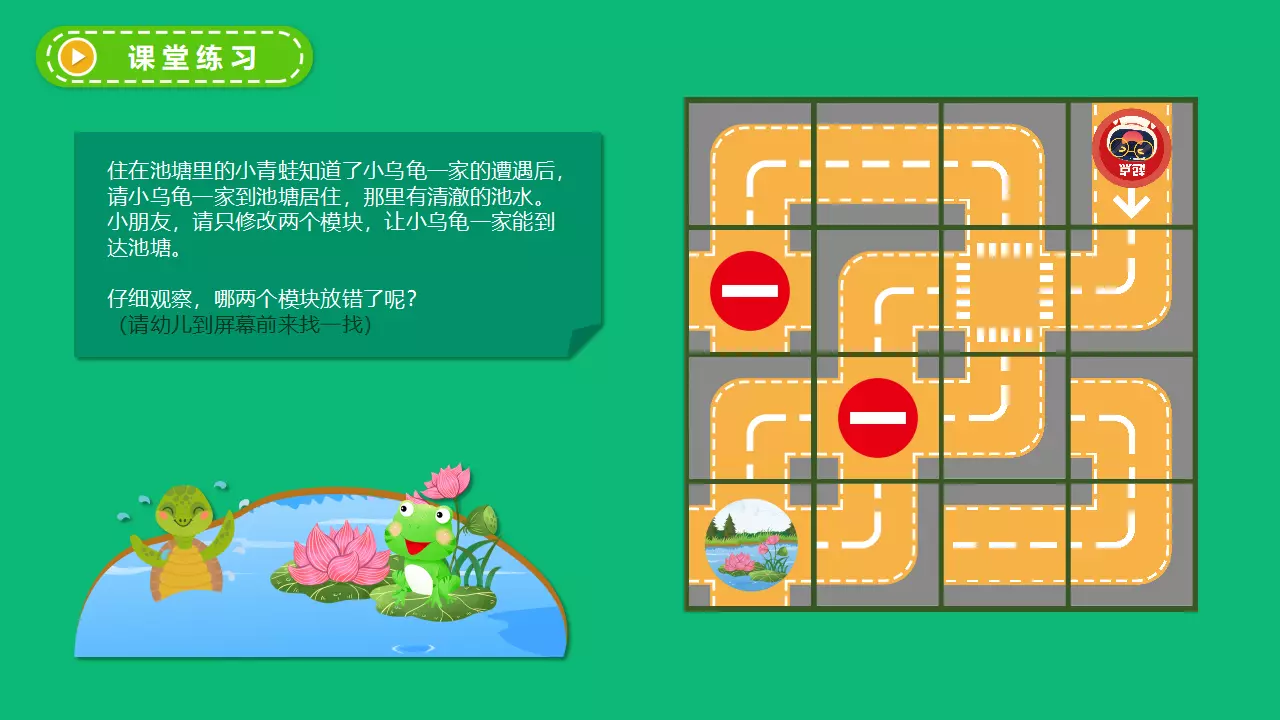 课堂练习
住在池塘里的小青蛙知道了小乌龟一家的遭遇后，
请小乌龟一家到池塘居住，那里有清澈的池水。
小朋友，请只修改两个模块，让小乌龟一家能到
达池塘。
仔细观察，哪两个模块放错了呢？
（请幼儿到屏幕前来找一找）